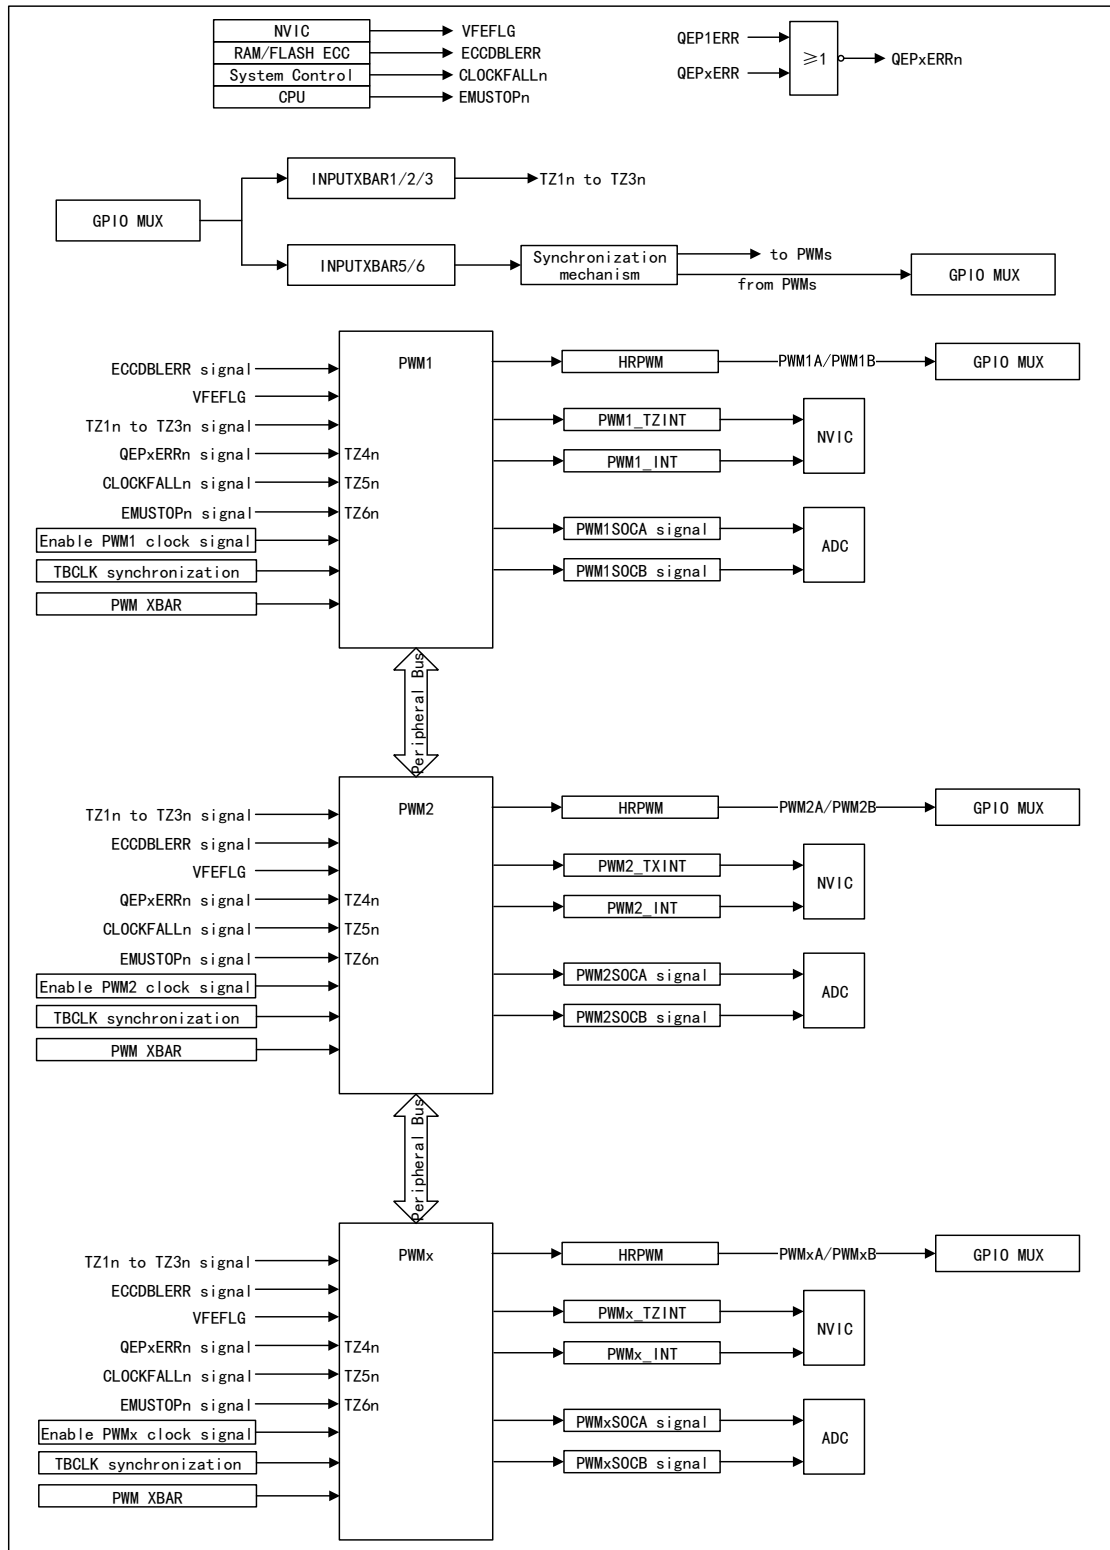 NVIC
VFEFLG
RAM/FLASH ECC
ECCDBLERR
System Control
CLOCKFALLn
CPU
EMUSTOPn
QEP1ERR
QEPxERR
≥1
QEPxERRn
GPIO MUX
INPUTXBAR1/2/3
TZ1n to TZ3n
INPUTXBAR5/6
Synchronization
mechanism
to PWMs
from PWMs
GPIO MUX
ECCDBLERR signal
VFEFLG
TZ1n to TZ3n signal
QEPxERRn signal
CLOCKFALLn signal
EMUSTOPn signal
Enable PWM1 clock signal
TBCLK synchronization
PWM XBAR
PWM1
TZ4n
TZ5n
TZ6n
HRPWM
PWM1A/PWM1B
GPIO MUX
PWM1_TZINT
PWM1_INT
NVIC
PWM1SOCA signal
PWM1SOCB signal
ADC
Peripheral Bus
TZ1n to TZ3n signal
ECCDBLERR signal
VFEFLG
QEPxERRn signal
CLOCKFALLn signal
EMUSTOPn signal
Enable PWM2 clock signal
TBCLK synchronization
PWM XBAR
PWM2
TZ4n
TZ5n
TZ6n
HRPWM
PWM2A/PWM2B
GPIO MUX
PWM2_TXINT
PWM2_INT
NVIC
PWM2SOCA signal
PWM2SOCB signal
ADC
Peripheral Bus
TZ1n to TZ3n signal
ECCDBLERR signal
VFEFLG
QEPxERRn signal
CLOCKFALLn signal
EMUSTOPn signal
Enable PWMx clock signal
TBCLK synchronization
PWM XBAR
PWMx
TZ4n
TZ5n
TZ6n
HRPWM
PWMxA/PWMxB
GPIO MUX
PWMx_TZINT
PWMx_INT
NVIC
PWMxSOCA signal
PWMxSOCB signal
ADC